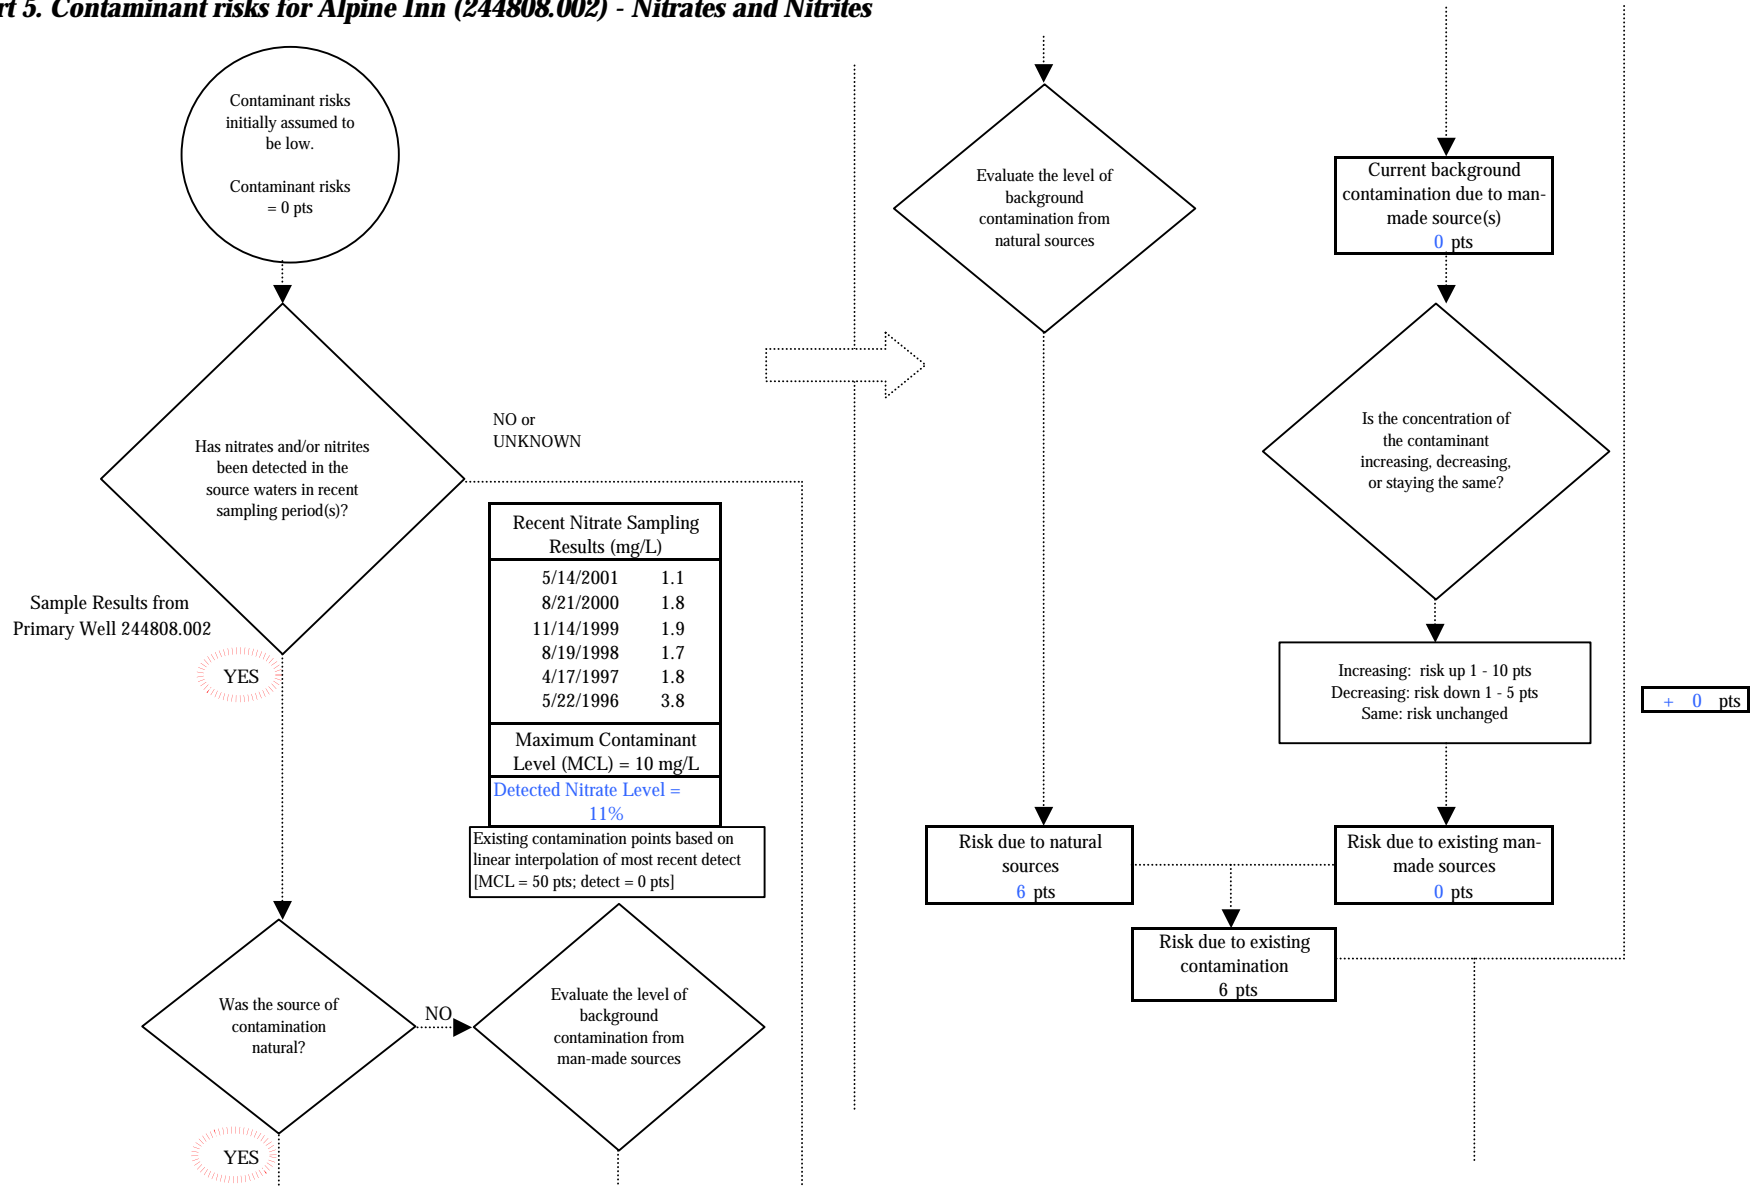 rt 5. Contaminant risks for Alpine Inn (244808.002) - Nitrates and Nitrites
Contaminant risks
initially assumed to
be low.
Contaminant risks
= 0 pts
Has nitrates and/or nitrites
been detected in the
source waters in recent
sampling period(s)?
NO or
UNKNOWN
Sample Results from
Primary Well 244808.002
YES
Recent Nitrate Sampling
Results (mg/L)
5/14/2001 1.1
8/21/2000 1.8
11/14/1999 1.9
8/19/1998 1.7
4/17/1997 1.8
5/22/1996 3.8
Maximum Contaminant
Level (MCL) = 10 mg/L
Detected Nitrate Level =
11%
Existing contamination points based on
linear interpolation of most recent detect
[MCL = 50 pts; detect = 0 pts]
Was the source of
contamination
natural?
NO
YES
Evaluate the level of
background
contamination from
man-made sources
Evaluate the level of
background
contamination from
natural sources
Risk due to natural
sources
6 pts
Current background
contamination due to man-
made source(s)
0 pts
Is the concentration of
the contaminant
increasing, decreasing,
or staying the same?
Increasing: risk up 1 - 10 pts
Decreasing: risk down 1 - 5 pts
Same: risk unchanged
+ 0 pts
Risk due to existing man-
made sources
0 pts
Risk due to existing
contamination
6 pts